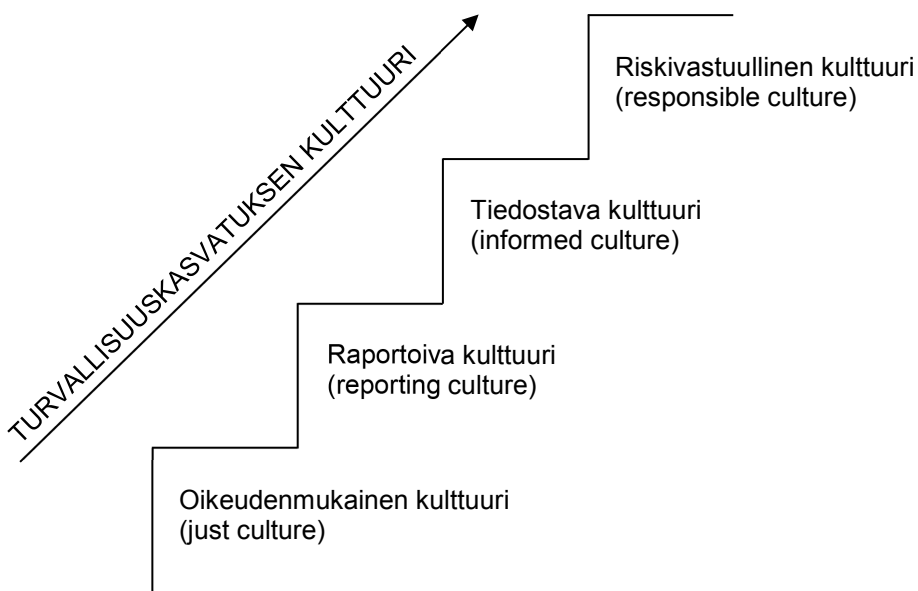 TURVALLISUUSKASVATUKSEN KULTTUURI
Riskivastuullinen kulttuuri
(responsible culture)
Tiedostava kulttuuri
(informed culture)
Raportoiva kulttuuri
(reporting culture)
Oikeudenmukainen kulttuuri
(just culture)